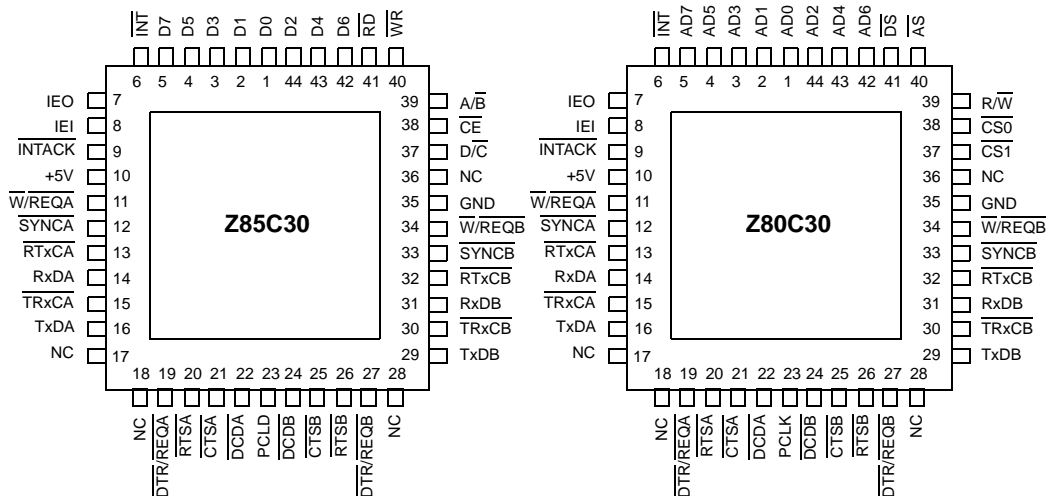 INT D7 D5 D3 D1 D0 D2 D4 D6 RD WR
6 5 4 3 2 1 44 43 42 41 40
IEO 7 39 A/B
IEI 8 38 CE
INTACK 9 37 D/C
+5V 10 36 NC
W/REQA 11 35 GND
SYNCA 12 34 W/REQB
RTxCA 13 33 SYNCB
RxDA 14 32 RTxCB
TRxCA 15 31 RxDB
TxDA 16 30 TRxCB
NC 17 29 TxDB
Z85C30
18 19 20 21 22 23 24 25 26 27 28
NC DTR/REQA RTSA CTSA DCDA PCLD DCDB CTSB RTSB DTR/REQB NC
INT AD7 AD5 AD3 AD1 AD0 AD2 AD4 AD6 DS AS
6 5 4 3 2 1 44 43 42 41 40
IEO 7 39 R/W
IEI 8 38 CS0
INTACK 9 37 CS1
+5V 10 36 NC
W/REQA 11 35 GND
SYNCA 12 34 W/REQB
RTxCA 13 33 SYNCB
RxDA 14 32 RTxCB
TRxCA 15 31 RxDB
TxDA 16 30 TRxCB
NC 17 29 TxDB
Z80C30
18 19 20 21 22 23 24 25 26 27 28
NC DTR/REQA RTSA CTSA DCDA PCLK DCDB CTSB RTSB DTR/REQB NC